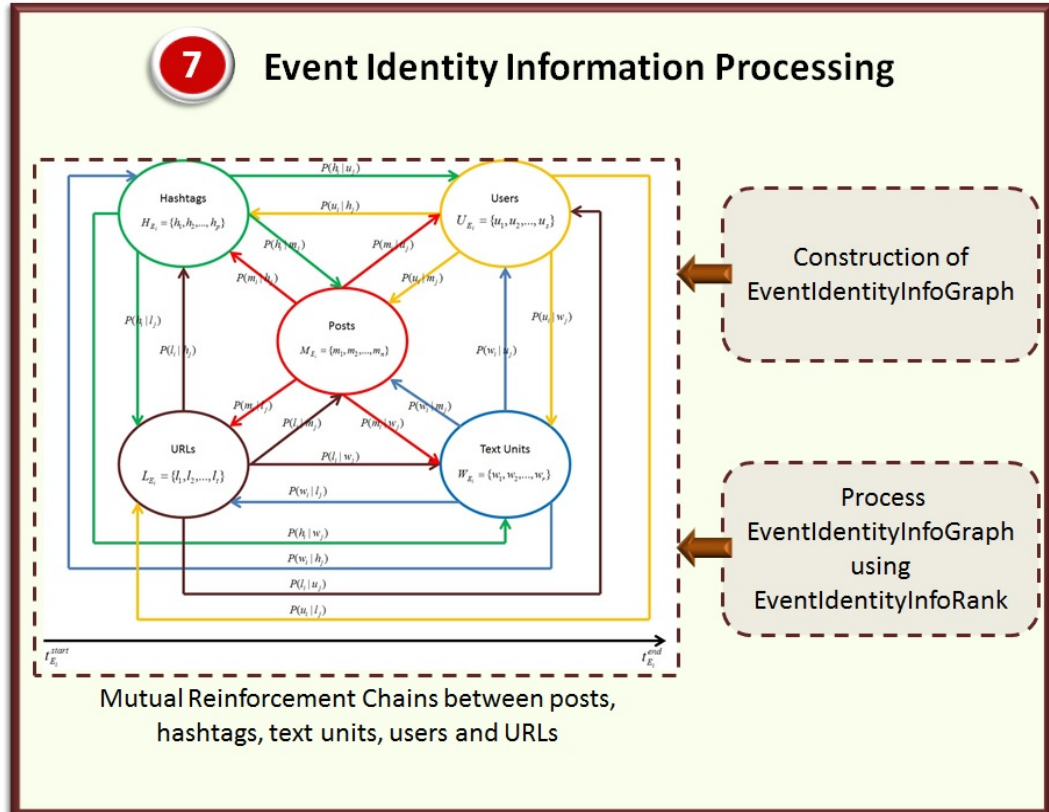 7 Event Identity Information Processing
P(h_i | u_j)
Hashtags
H_{E_i} = {h_1, h_2, ..., h_p}
Users
U_{E_i} = {u_1, u_2, ..., u_s}
P(u_i | h_j)
P(h_i | m_j)
P(m_i | u_j)
P(m_i | h_j)
P(u_i | m_j)
Construction of
EventIdentityInfoGraph
Posts
M_{E_i} = {m_1, m_2, ..., m_n}
P(h_i | l_j)
P(l_i | h_j)
P(w_i | u_j)
P(u_i | w_j)
P(m_i | l_j)
P(l_i | m_j)
P(m_i | w_j)
P(w_i | m_j)
URLs
L_{E_i} = {l_1, l_2, ..., l_t}
P(l_i | w_j)
Text Units
W_{E_i} = {w_1, w_2, ..., w_r}
P(w_i | l_j)
P(h_i | w_j)
P(w_i | h_j)
P(l_i | u_j)
P(u_i | l_j)
Process
EventIdentityInfoGraph
using
EventIdentityInfoRank
t_{E_i}^{start}
t_{E_i}^{end}
Mutual Reinforcement Chains between posts,
hashtags, text units, users and URLs